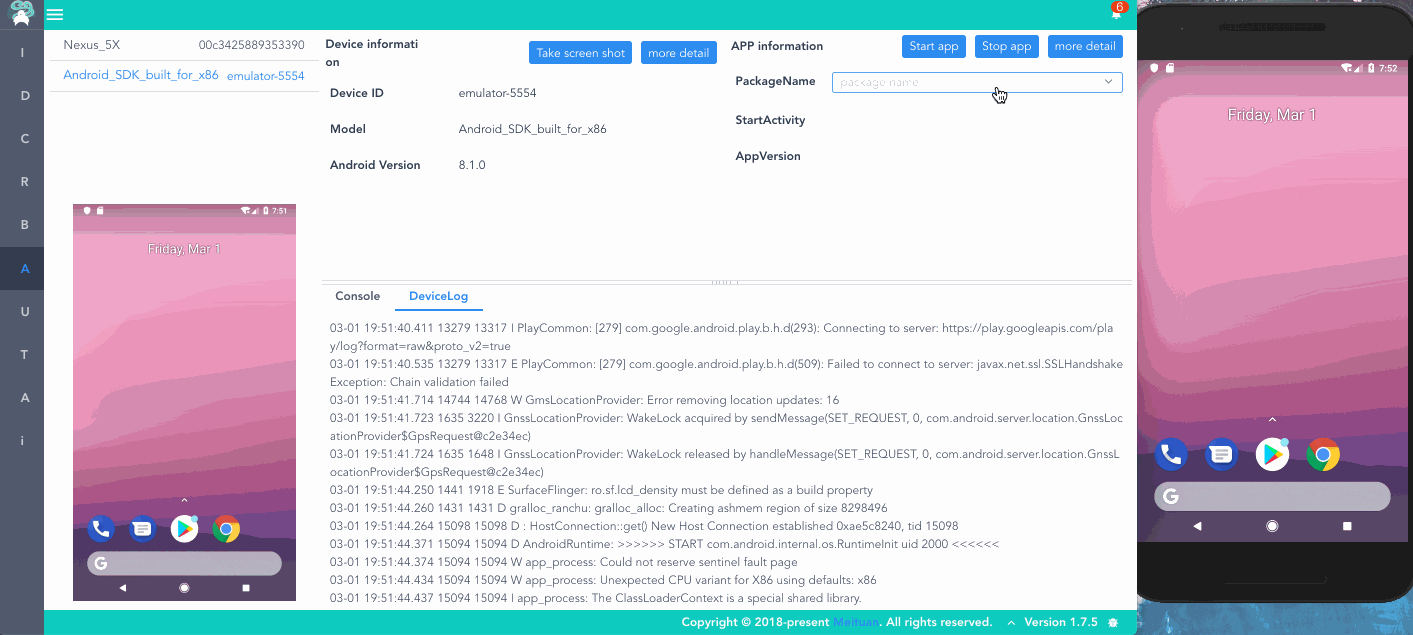 6
I
D
C
R
B
A
U
T
A
i
Nexus_5X 00c3425889353390
Android_SDK_built_for_x86 emulator-5554
7:51
Friday, Mar 1
G
Device informati
on
Take screen shot
more detail
Device ID emulator-5554
Model Android_SDK_built_for_x86
Android Version 8.1.0
APP information
Start app
Stop app
more detail
PackageName package name
StartActivity
AppVersion
Console DeviceLog
03-01 19:51:40.411 13279 13317 I PlayCommon: [279] com.google.android.play.b.h.d(293): Connecting to server: https://play.googleapis.com/pla
y/log?format=raw&proto_v2=true
03-01 19:51:40.535 13279 13317 E PlayCommon: [279] com.google.android.play.b.h.d(509): Failed to connect to server: javax.net.ssl.SSLHandshake
Exception: Chain validation failed
03-01 19:51:41.714 14744 14768 W GmsLocationProvider: Error removing location updates: 16
03-01 19:51:41.723 1635 3220 I GnssLocationProvider: WakeLock acquired by sendMessage(SET_REQUEST, 0, com.android.server.location.GnssLoc
ationProvider$GpsRequest@c2e34ec)
03-01 19:51:41.724 1635 1648 I GnssLocationProvider: WakeLock released by handleMessage(SET_REQUEST, 0, com.android.server.location.GnssL
ocationProvider$GpsRequest@c2e34ec)
03-01 19:51:44.250 1441 1918 E SurfaceFlinger: ro.sf.lcd_density must be defined as a build property
03-01 19:51:44.260 1431 1431 D gralloc_ranchu: gralloc_alloc: Creating ashmem region of size 8298496
03-01 19:51:44.264 15098 15098 D : HostConnection::get() New Host Connection established 0xae5c8240, tid 15098
03-01 19:51:44.371 15094 15094 D AndroidRuntime: >>>>>> START com.android.internal.os.RuntimeInit uid 2000 <<<<<<
03-01 19:51:44.374 15094 15094 W app_process: Could not reserve sentinel fault page
03-01 19:51:44.434 15094 15094 W app_process: Unexpected CPU variant for X86 using defaults: x86
03-01 19:51:44.437 15094 15094 I app_process: The ClassLoaderContext is a special shared library.
Copyright © 2018-present Meituan. All rights reserved. Version 1.7.5
7:52
Friday, Mar 1
G